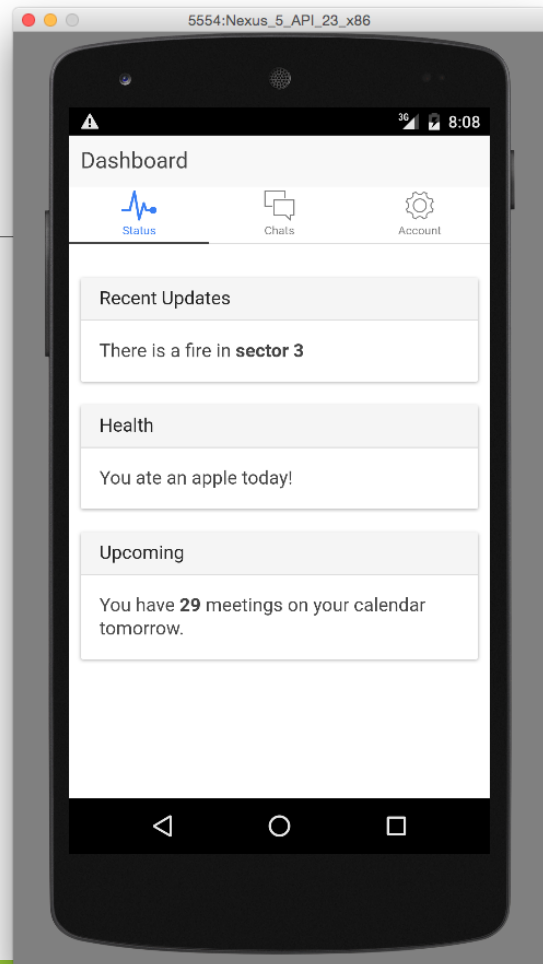 5554:Nexus_5_API_23_x86
3G 8:08
Dashboard
Status Chats Account
Recent Updates
There is a fire in sector 3
Health
You ate an apple today!
Upcoming
You have 29 meetings on your calendar
tomorrow.